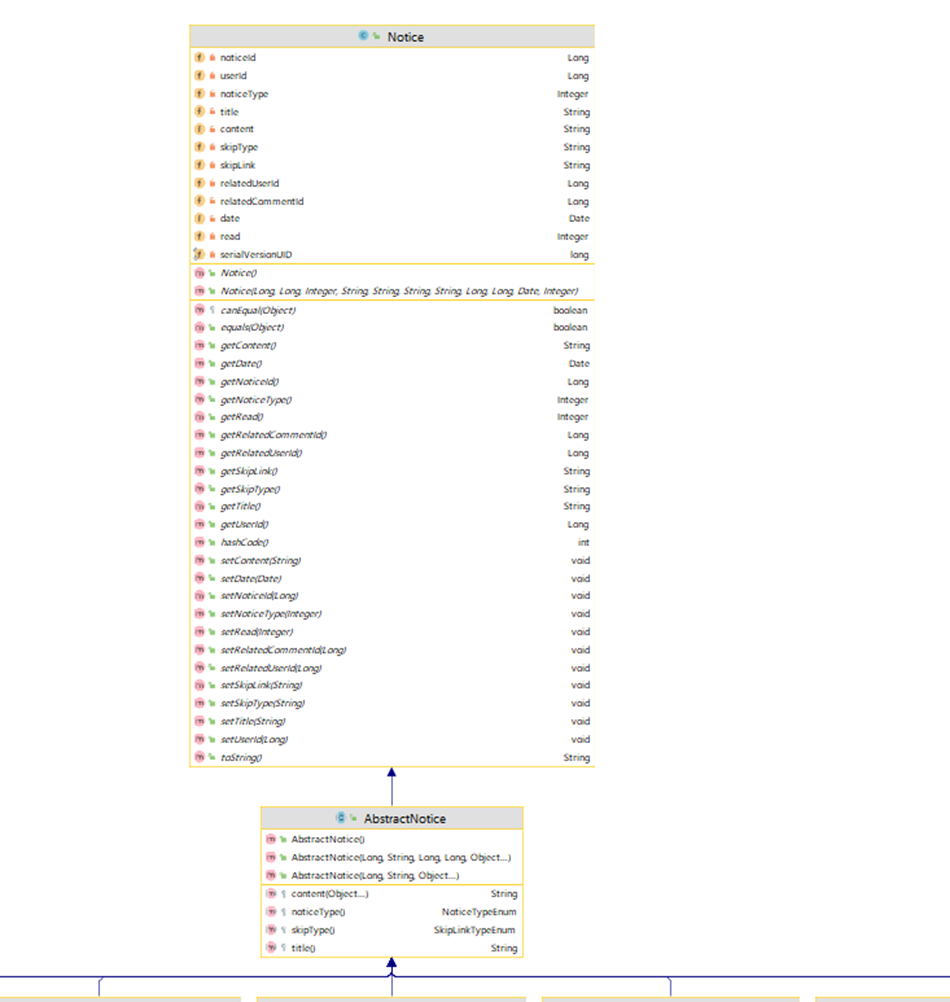 Notice
noticeId Long
userId Long
noticeType Integer
title String
content String
skipType String
skipLink String
relatedUserId Long
relatedCommentId Long
date Date
read Integer
serialVersionUID long
Notice()
Notice(Long, Long, Integer, String, String, String, String, Long, Long, Date, Integer)
canEqual(Object) boolean
equals(Object) boolean
getContent() String
getDate() Date
getNoticeId() Long
getNoticeType() Integer
getRead() Integer
getRelatedCommentId() Long
getRelatedUserId() Long
getSkipLink() String
getSkipType() String
getTitle() String
getUserId() Long
hashCode() int
setContent(String) void
setDate(Date) void
setNoticeId(Long) void
setNoticeType(Integer) void
setRead(Integer) void
setRelatedCommentId(Long) void
setRelatedUserId(Long) void
setSkipLink(String) void
setSkipType(String) void
setTitle(String) void
setUserId(Long) void
toString() String
AbstractNotice
AbstractNotice()
AbstractNotice(Long, String, Long, Long, Object...)
AbstractNotice(Long, String, Object...)
content(Object...) String
noticeType() NoticeTypeEnum
skipType() SkipLinkTypeEnum
title() String